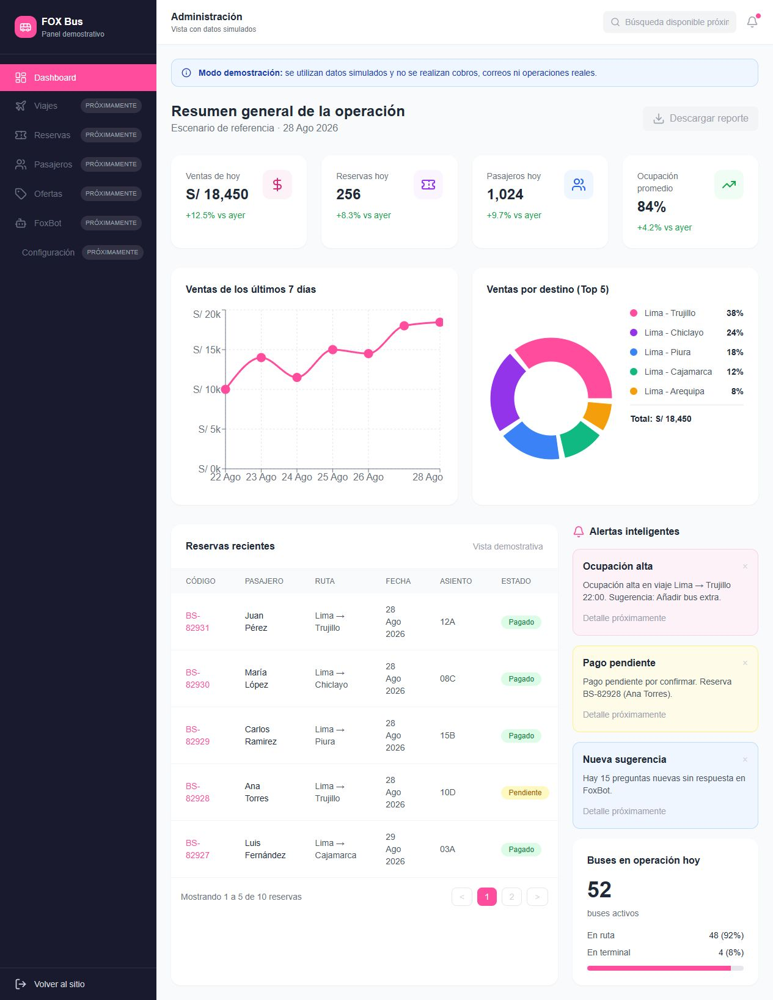 FOX Bus
Panel demostrativo
Dashboard
Viajes PRÓXIMAMENTE
Reservas PRÓXIMAMENTE
Pasajeros PRÓXIMAMENTE
Ofertas PRÓXIMAMENTE
FoxBot PRÓXIMAMENTE
Configuración PRÓXIMAMENTE
Volver al sitio
Administración
Vista con datos simulados
Búsqueda disponible próxin
Modo demostración: se utilizan datos simulados y no se realizan cobros, correos ni operaciones reales.
Resumen general de la operación
Escenario de referencia · 28 Ago 2026
Descargar reporte
Ventas de hoy
S/ 18,450
+12.5% vs ayer
Reservas hoy
256
+8.3% vs ayer
Pasajeros hoy
1,024
+9.7% vs ayer
Ocupación
promedio
84%
+4.2% vs ayer
Ventas de los últimos 7 días
S/ 20k
S/ 15k
S/ 10k
S/ 5k
S/ 0k
22 Ago 23 Ago 24 Ago 25 Ago 26 Ago 28 Ago
Ventas por destino (Top 5)
Lima - Trujillo 38%
Lima - Chiclayo 24%
Lima - Piura 18%
Lima - Cajamarca 12%
Lima - Arequipa 8%
Total: S/ 18,450
Reservas recientes
Vista demostrativa
CÓDIGO PASAJERO RUTA FECHA ASIENTO ESTADO
BS-
82931
Juan
Pérez
Lima →
Trujillo
28
Ago
2026
12A
Pagado
BS-
82930
María
López
Lima →
Chiclayo
28
Ago
2026
08C
Pagado
BS-
82929
Carlos
Ramirez
Lima →
Piura
28
Ago
2026
15B
Pagado
BS-
82928
Ana
Torres
Lima →
Trujillo
28
Ago
2026
10D
Pendiente
BS-
82927
Luis
Fernández
Lima →
Cajamarca
29
Ago
2026
03A
Pagado
Mostrando 1 a 5 de 10 reservas
< 1 2 >
Alertas inteligentes
Ocupación alta ×
Ocupación alta en viaje Lima → Trujillo
22:00. Sugerencia: Añadir bus extra.
Detalle próximamente
Pago pendiente ×
Pago pendiente por confirmar. Reserva
BS-82928 (Ana Torres).
Detalle próximamente
Nueva sugerencia ×
Hay 15 preguntas nuevas sin respuesta en
FoxBot.
Detalle próximamente
Buses en operación hoy
52
buses activos
En ruta 48 (92%)
En terminal 4 (8%)